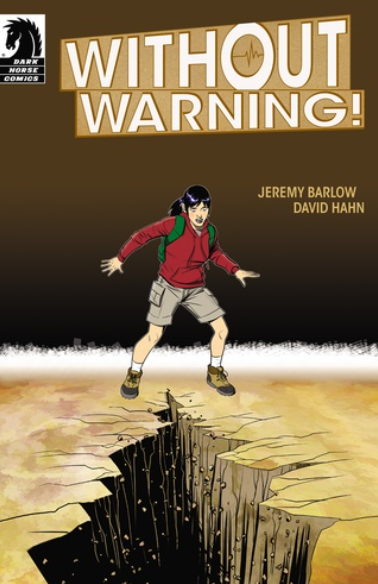 DARK
HORSE
COMICS
WITHOUT
WARNING!
JEREMY BARLOW
DAVID HAHN